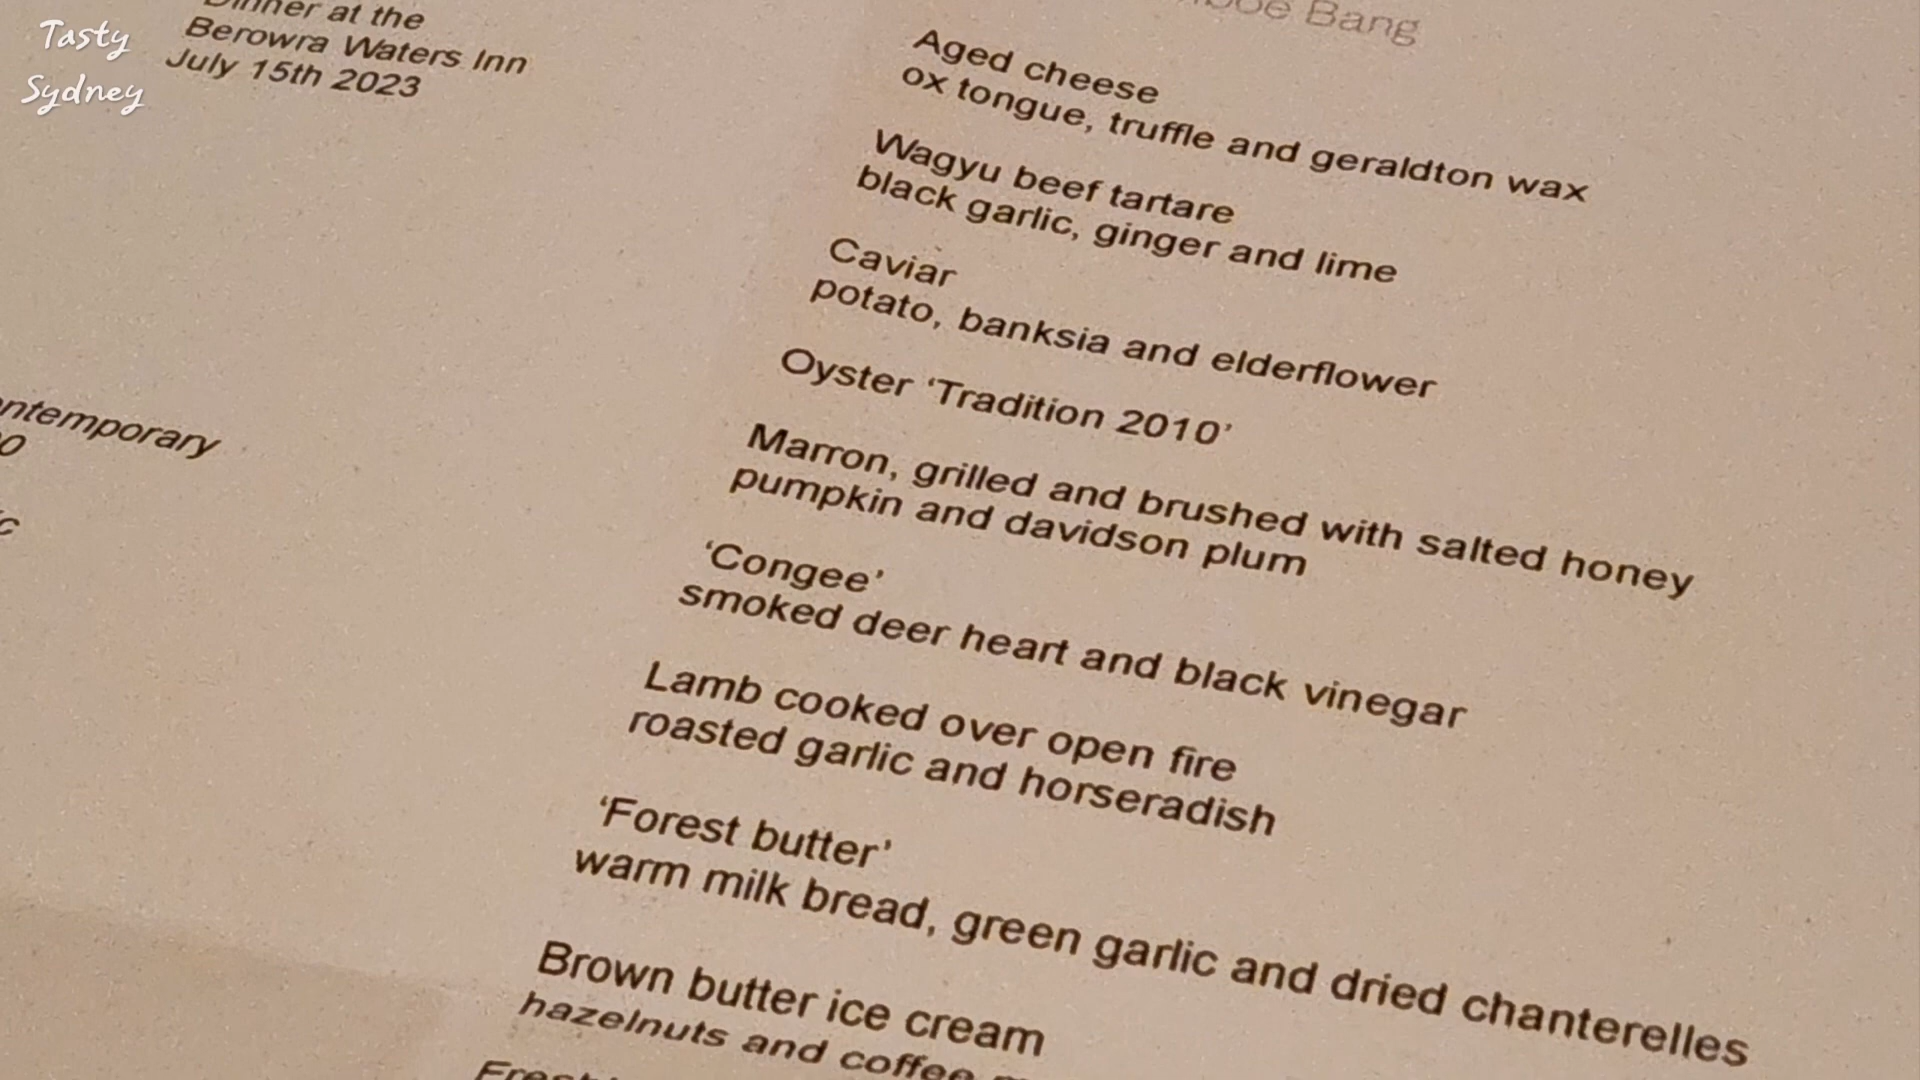 Tasty
Sydney
Dinner at the
Berowra Waters Inn
July 15th 2023
Bang
Aged cheese
ox tongue, truffle and geraldton wax
Wagyu beef tartare
black garlic, ginger and lime
Caviar
potato, banksia and elderflower
Oyster ‘Tradition 2010’
Marron, grilled and brushed with salted honey
pumpkin and davidson plum
‘Congee’
smoked deer heart and black vinegar
Lamb cooked over open fire
roasted garlic and horseradish
‘Forest butter’
warm milk bread, green garlic and dried chanterelles
Brown butter ice cream
hazelnuts and coffee